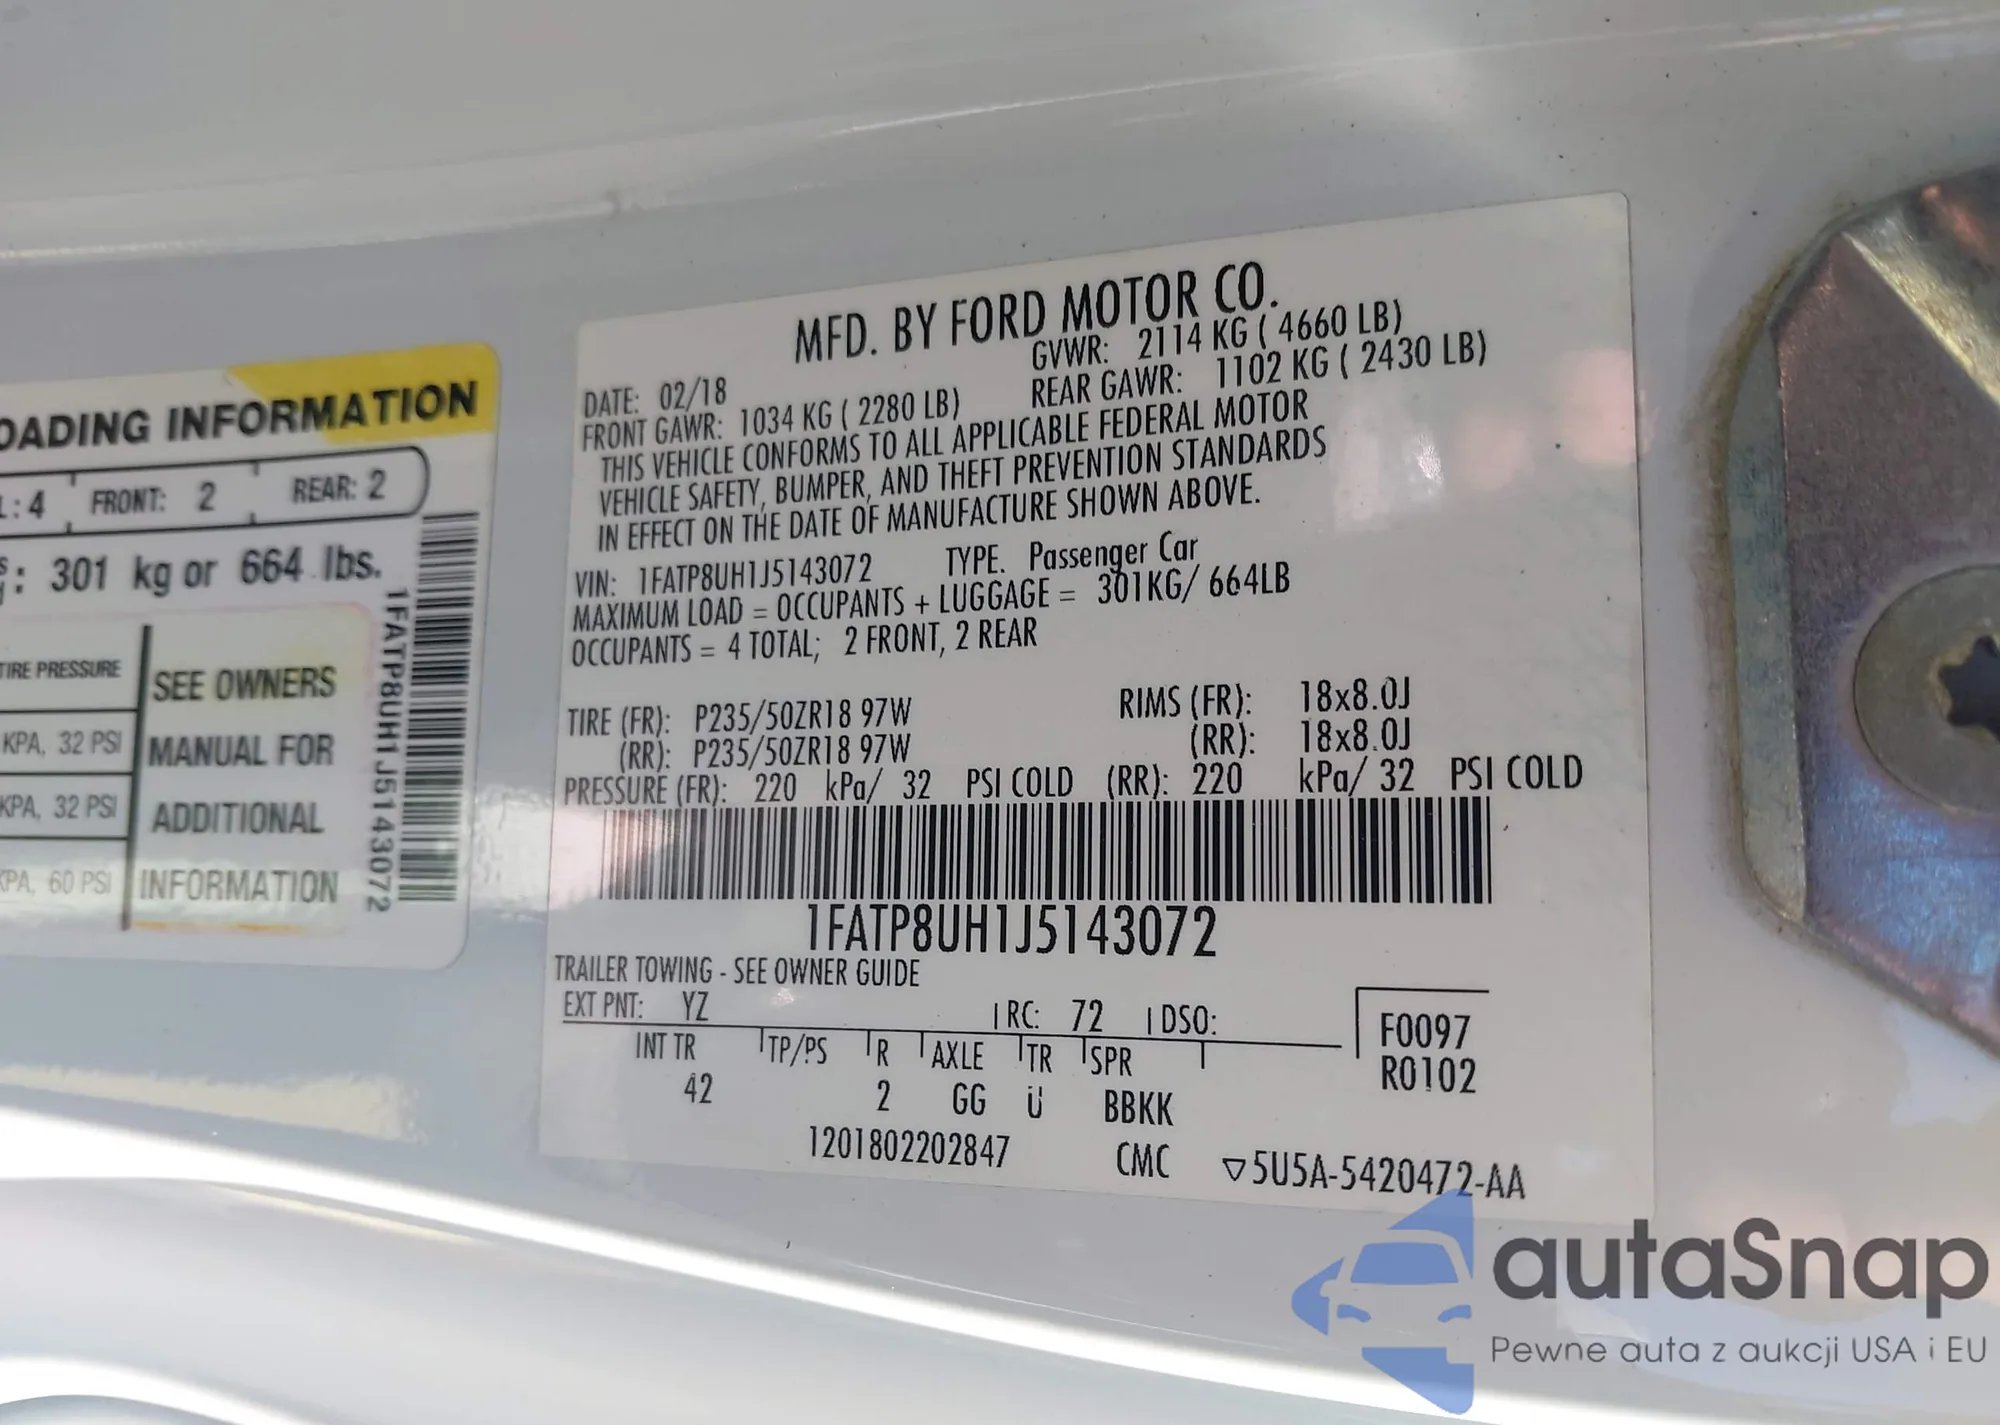 OADING INFORMATION
L: 4 FRONT: 2 REAR: 2
: 301 kg or 664 lbs.
TIRE PRESSURE
KPA, 32 PSI
KPA, 32 PSI
KPA, 60 PSI
SEE OWNERS
MANUAL FOR
ADDITIONAL
INFORMATION
1FATP8UH1J5143072
MFD. BY FORD MOTOR CO.
DATE: 02/18 GVWR: 2114 KG ( 4660 LB)
FRONT GAWR: 1034 KG ( 2280 LB) REAR GAWR: 1102 KG ( 2430 LB)
THIS VEHICLE CONFORMS TO ALL APPLICABLE FEDERAL MOTOR
VEHICLE SAFETY, BUMPER, AND THEFT PREVENTION STANDARDS
IN EFFECT ON THE DATE OF MANUFACTURE SHOWN ABOVE.
VIN: 1FATP8UH1J5143072 TYPE. Passenger Car
MAXIMUM LOAD = OCCUPANTS + LUGGAGE = 301KG/ 664LB
OCCUPANTS = 4 TOTAL; 2 FRONT, 2 REAR
TIRE (FR): P235/50ZR18 97W RIMS (FR): 18x8.0J
(RR): P235/50ZR18 97W (RR): 18x8.0J
PRESSURE (FR): 220 kPa/ 32 PSI COLD (RR): 220 kPa/ 32 PSI COLD
1FATP8UH1J5143072
TRAILER TOWING - SEE OWNER GUIDE
EXT PNT: YZ RC: 72 DSO:
F0097
R0102
INT TR TP/PS R AXLE TR SPR
42 2 GG U BBKK
1201802202847 CMC ▽5U5A-5420472-AA
autaSnap
Pewne auta z aukcji USA i EU